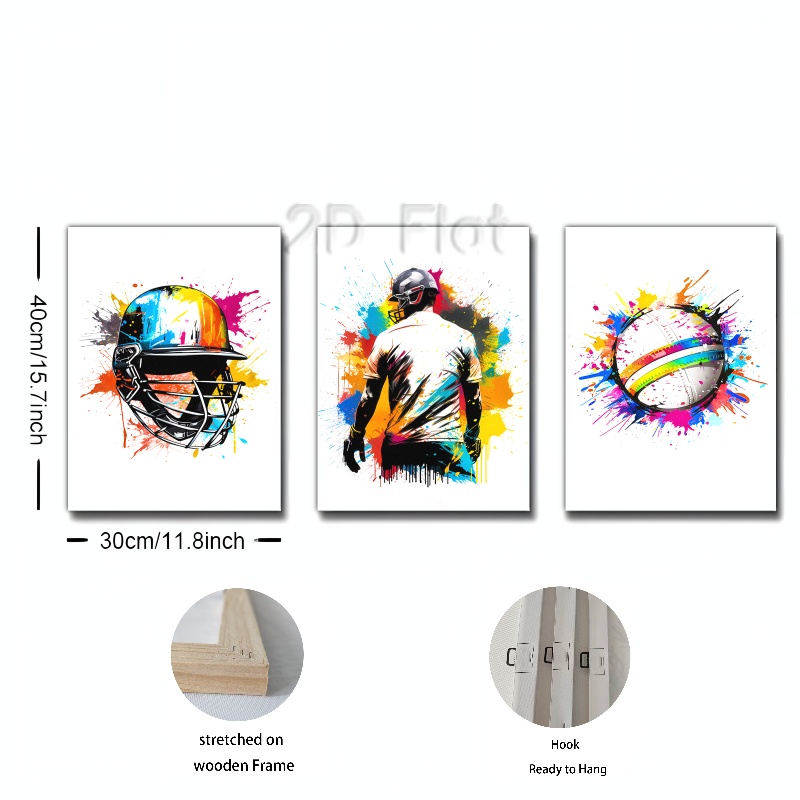 2D Flat
40cm/15.7inch
30cm/11.8inch
stretched on
wooden Frame
Hook
Ready to Hang